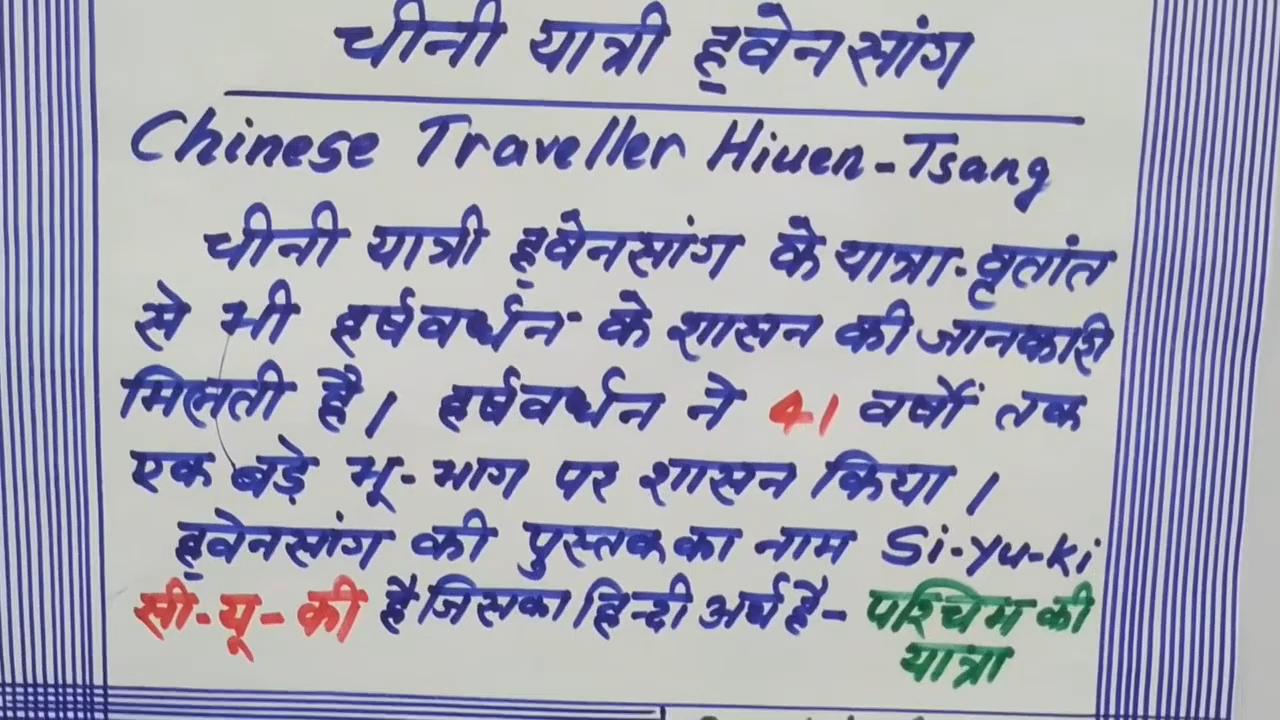 चीनी यात्री ह्वेनसांग
Chinese Traveller Hiuen-Tsang
चीनी यात्री ह्वेनसांग के यात्रा-वृतांत
से भी हर्षवर्धन के शासन की जानकारी
मिलती है। हर्षवर्धन ने 41 वर्षों तक
एक बड़े भू-भाग पर शासन किया।
ह्वेनसांग की पुस्तक का नाम Si-yu-ki
सी-यू-की है जिसका हिन्दी अर्थ है- पश्चिम की
यात्रा